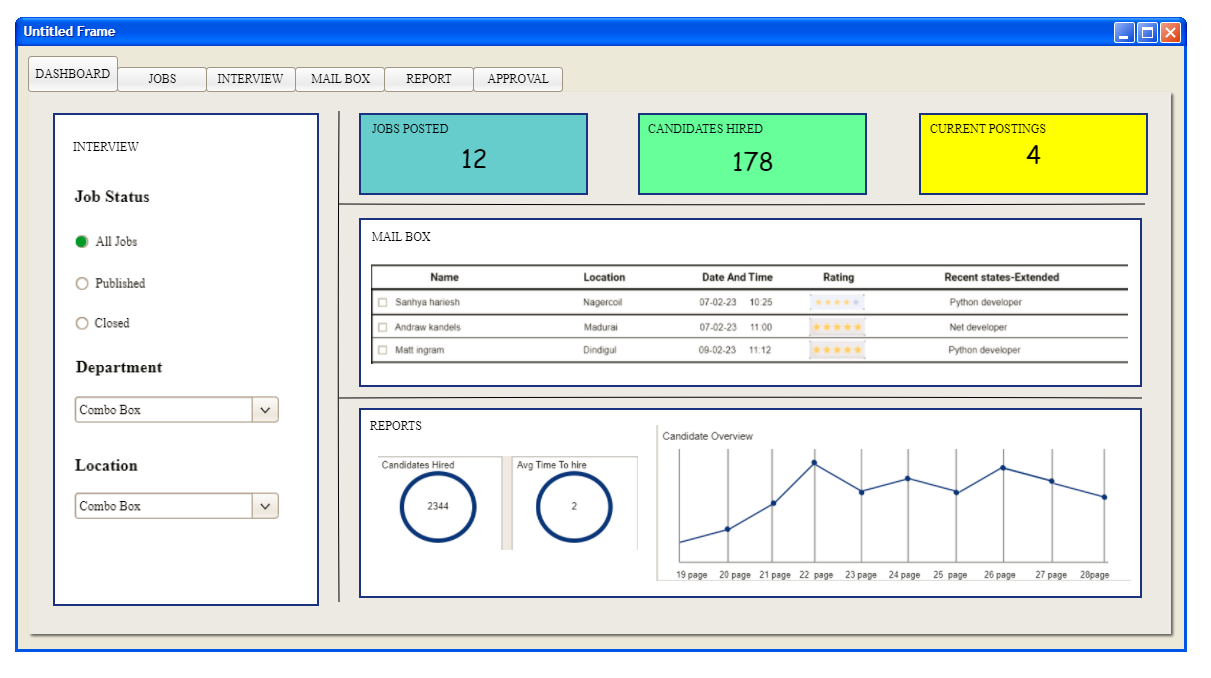 Untitled Frame
DASHBOARD JOBS INTERVIEW MAIL BOX REPORT APPROVAL
INTERVIEW
Job Status
All Jobs
Published
Closed
Department
Combo Box
Location
Combo Box
JOBS POSTED
12
CANDIDATES HIRED
178
CURRENT POSTINGS
4
MAIL BOX
Name Location Date And Time Rating Recent states-Extended
Sanhya hariesh Nagercoil 07-02-23 10:25 Python developer
Andraw kandels Madurai 07-02-23 11:00 Net developer
Matt ingram Dindigul 09-02-23 11:12 Python developer
REPORTS
Candidates Hired
2344
Avg Time To hire
2
Candidate Overview
19 page 20 page 21 page 22 page 23 page 24 page 25 page 26 page 27 page 28page